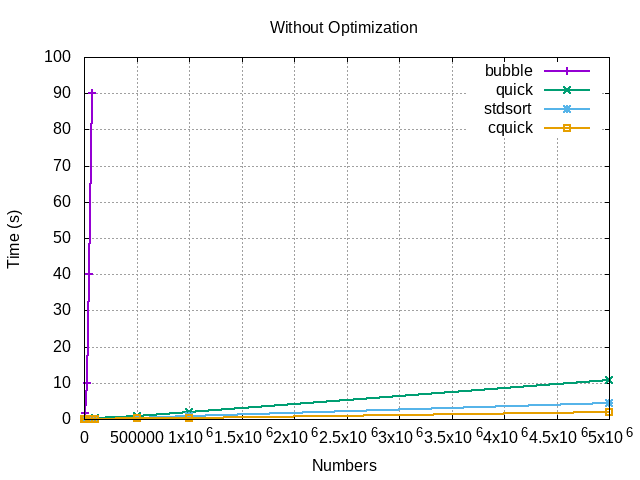 Without Optimization
100
90
80
70
60
50
40
30
20
10
0
Time (s)
bubble
quick
stdsort
cquick
0 500000 1x10^6 1.5x10^6 2x10^6 2.5x10^6 3x10^6 3.5x10^6 4x10^6 4.5x10^6 5x10^6
Numbers